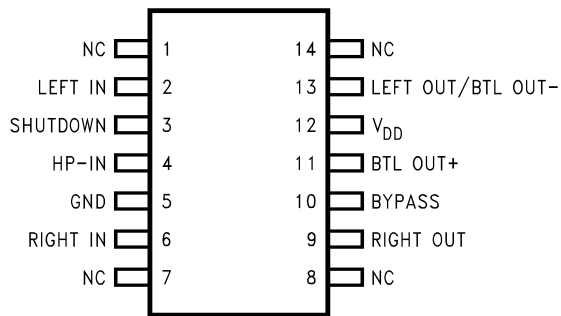 NC 1 14 NC
LEFT IN 2 13 LEFT OUT/BTL OUT-
SHUTDOWN 3 12 VDD
HP-IN 4 11 BTL OUT+
GND 5 10 BYPASS
RIGHT IN 6 9 RIGHT OUT
NC 7 8 NC